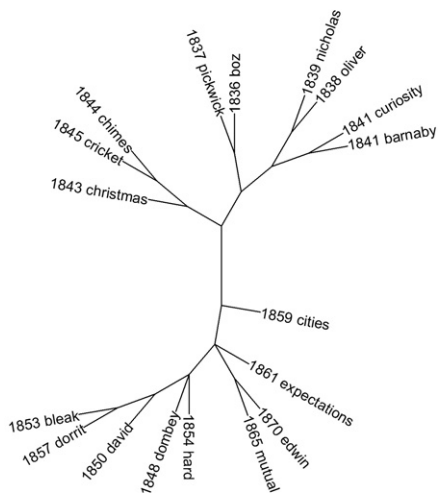 1837 pickwick
1836 boz
1839 nicholas
1838 oliver
1841 curiosity
1841 barnaby
1844 chimes
1845 cricket
1843 christmas
1859 cities
1861 expectations
1870 edwin
1865 mutual
1854 hard
1848 dombey
1850 david
1857 dorrit
1853 bleak